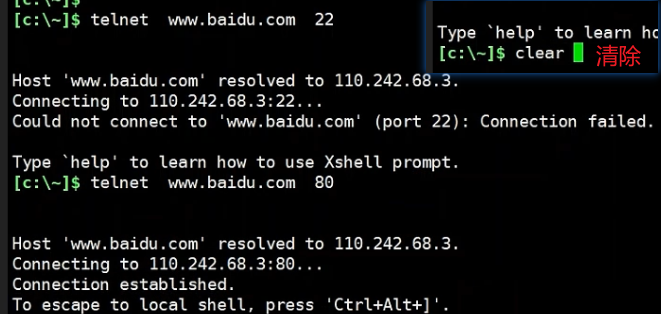 [c:\~]$
[c:\~]$ telnet  www.baidu.com  22
Host 'www.baidu.com' resolved to 110.242.68.3.
Connecting to 110.242.68.3:22...
Could not connect to 'www.baidu.com' (port 22): Connection failed.
Type `help' to learn how to use Xshell prompt.
[c:\~]$ telnet  www.baidu.com  80
Host 'www.baidu.com' resolved to 110.242.68.3.
Connecting to 110.242.68.3:80...
Connection established.
To escape to local shell, press 'Ctrl+Alt+]'.
Type `help' to learn
[c:\~]$ clear 清除